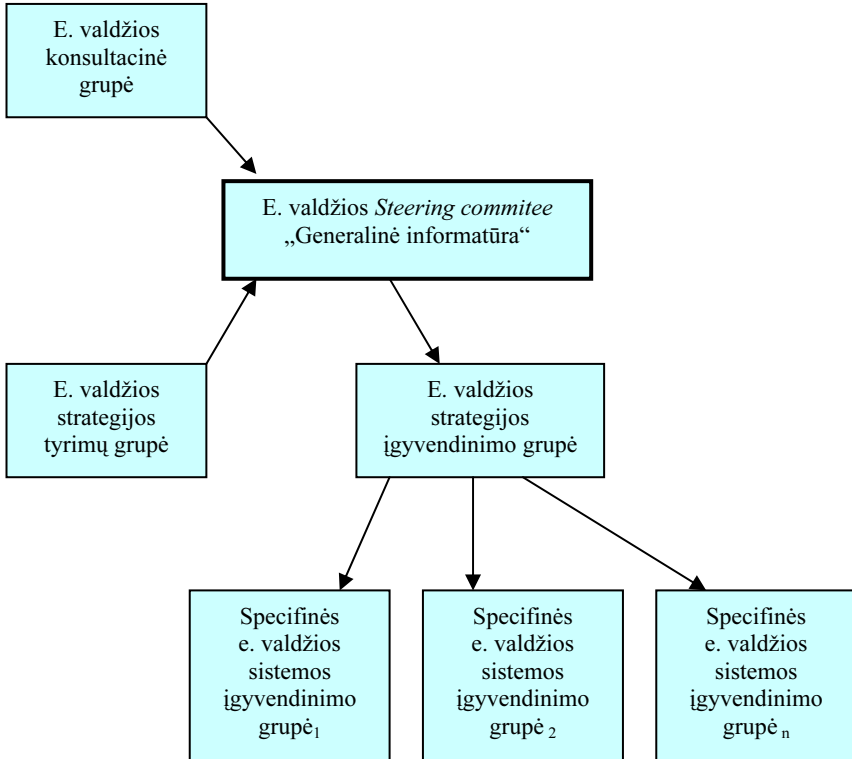 E. valdžios
konsultacinė
grupė
E. valdžios Steering commitee
„Generalinė informatūra“
E. valdžios
strategijos
tyrimų grupė
E. valdžios
strategijos
įgyvendinimo grupė
Specifinės
e. valdžios
sistemos
įgyvendinimo
grupė₁
Specifinės
e. valdžios
sistemos
įgyvendinimo
grupė ₂
Specifinės
e. valdžios
sistemos
įgyvendinimo
grupė ₙ